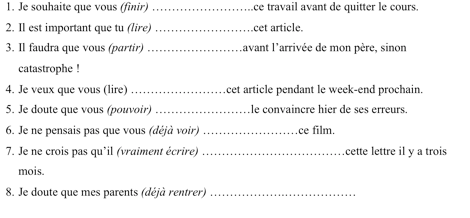 1. Je souhaite que vous (finir) ……………………..ce travail avant de quitter le cours.
2. Il est important que tu (lire) …………………….cet article.
3. Il faudra que vous (partir) ……………………avant l'arrivée de mon père, sinon
catastrophe !
4. Je veux que vous (lire) ……………………cet article pendant le week-end prochain.
5. Je doute que vous (pouvoir) ……………………le convaincre hier de ses erreurs.
6. Je ne pensais pas que vous (déjà voir) ……………………ce film.
7. Je ne crois pas qu'il (vraiment écrire) ………………………………cette lettre il y a trois
mois.
8. Je doute que mes parents (déjà rentrer) ……………….………………